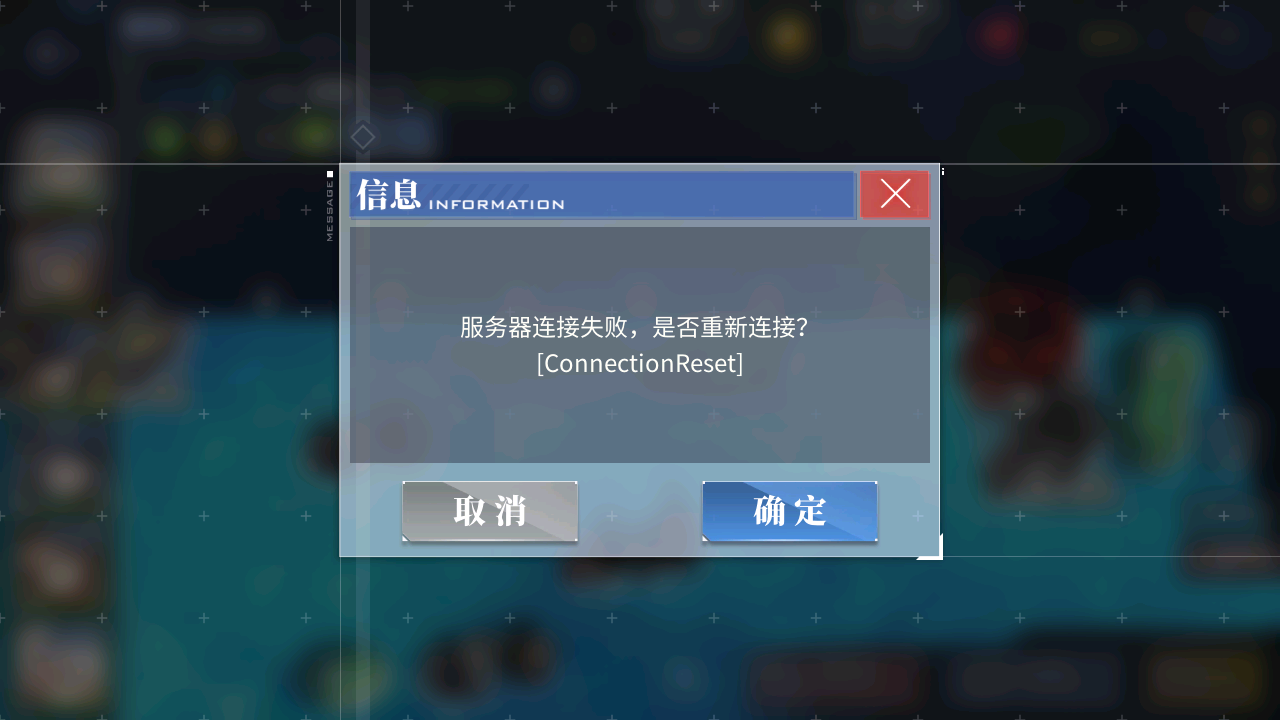 MESSAGE
信息 INFORMATION
服务器连接失败，是否重新连接？
[ConnectionReset]
取消
确定